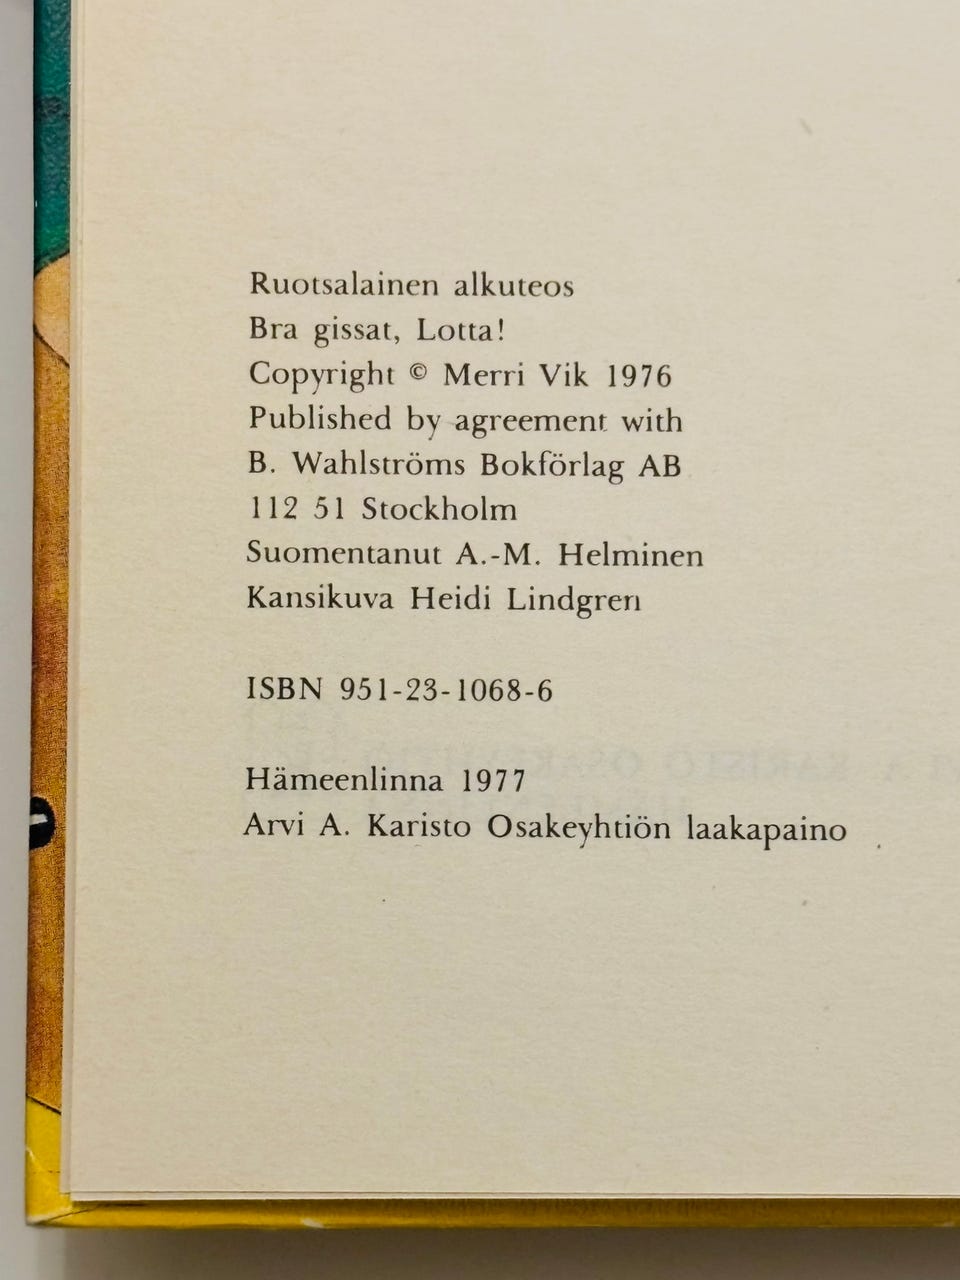 Ruotsalainen alkuteos
Bra gissat, Lotta!
Copyright © Merri Vik 1976
Published by agreement with
B. Wahlströms Bokförlag AB
112 51 Stockholm
Suomentanut A.-M. Helminen
Kansikuva Heidi Lindgren
ISBN 951-23-1068-6
Hämeenlinna 1977
Arvi A. Karisto Osakeyhtiön laakapaino